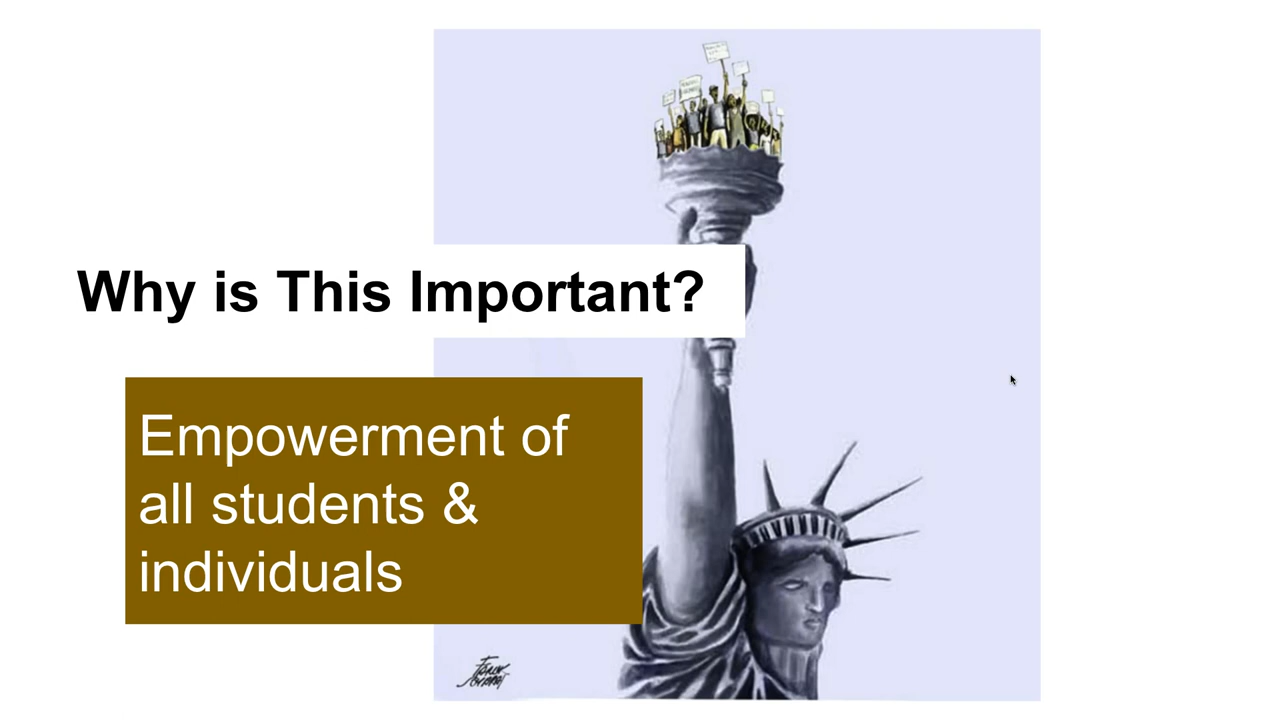 Why is This Important?
Empowerment of
all students &
individuals